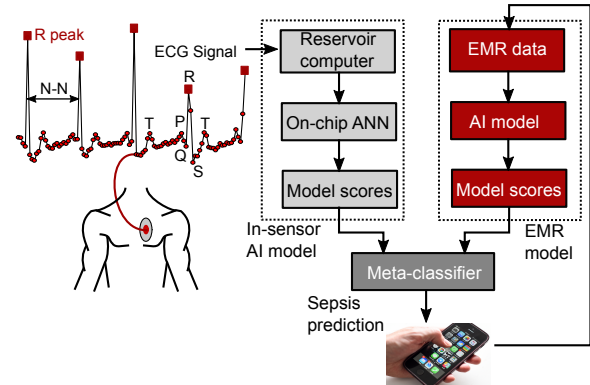 R peak
N-N
T
P
Q
R
S
T
ECG Signal
Reservoir
computer
On-chip ANN
Model scores
In-sensor
AI model
EMR data
AI model
Model scores
EMR
model
Meta-classifier
Sepsis
prediction